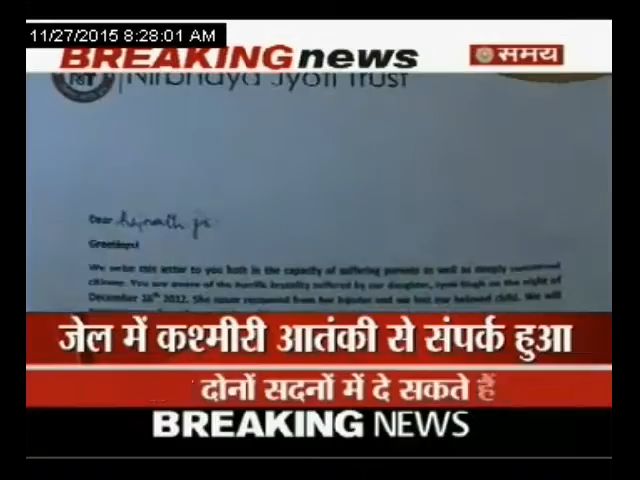 11/27/2015 8:28:01 AM
BREAKING news
समय
Nirbhaya Jyoti Trust
Dear
Greetings!
We write this letter to you both in the capacity of suffering parents as well as deeply concerned
citizens. You are aware of the horrific brutality suffered by our daughter, Jyoti Singh on the night of
December 16th 2012. She never recovered from her injuries and we lost our beloved child. We will
जेल में कश्मीरी आतंकी से संपर्क हुआ
दोनों सदनों में दे सकते हैं
BREAKING NEWS